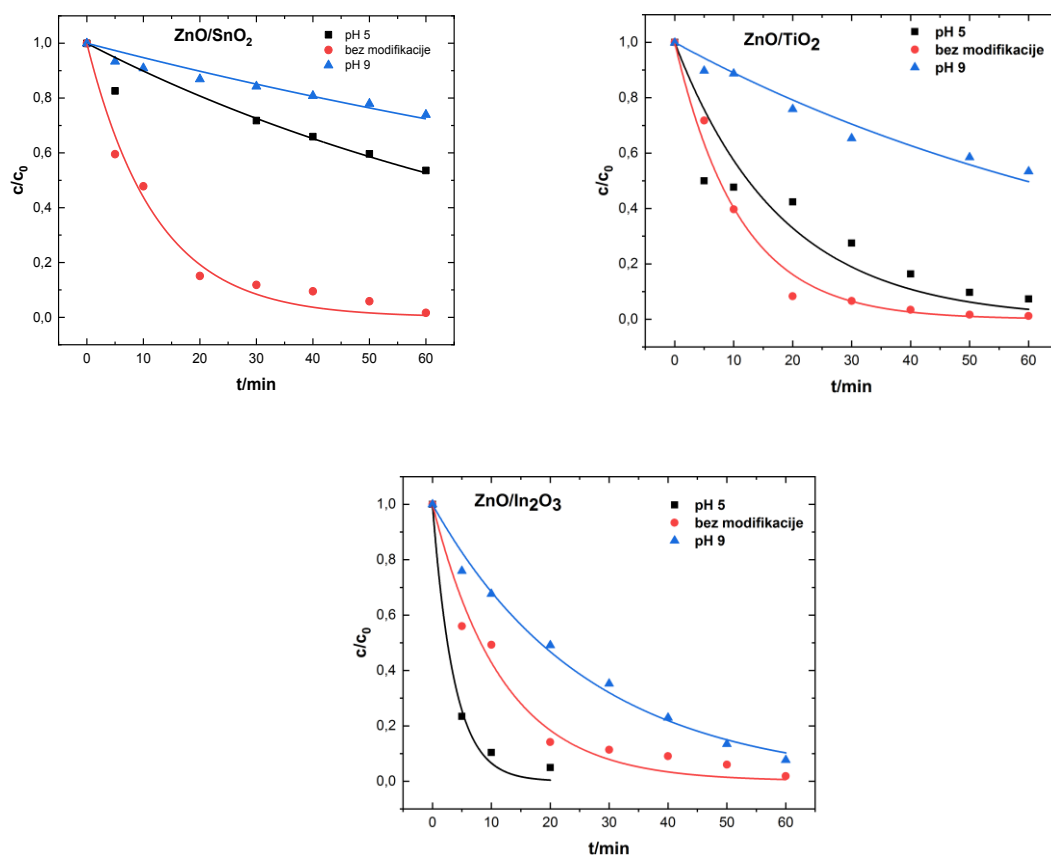 ZnO/SnO₂
pH 5
bez modifikacije
pH 9
1,0
0,8
0,6
0,4
0,2
0,0
c/c₀
0 10 20 30 40 50 60
t/min
ZnO/TiO₂
pH 5
bez modifikacije
pH 9
1,0
0,8
0,6
0,4
0,2
0,0
c/c₀
0 10 20 30 40 50 60
t/min
ZnO/In₂O₃
pH 5
bez modifikacije
pH 9
1,0
0,8
0,6
0,4
0,2
0,0
c/c₀
0 10 20 30 40 50 60
t/min